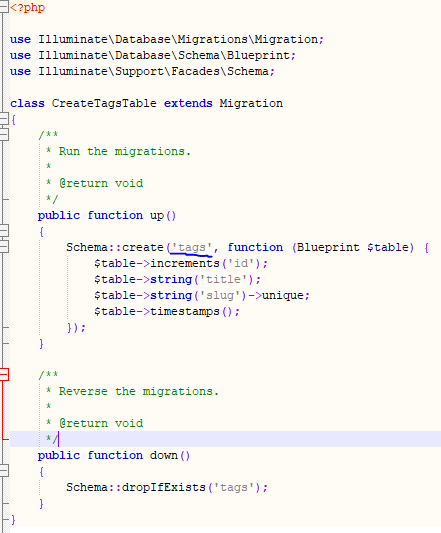 <?php
use Illuminate\Database\Migrations\Migration;
use Illuminate\Database\Schema\Blueprint;
use Illuminate\Support\Facades\Schema;
class CreateTagsTable extends Migration
{
/**
* Run the migrations.
*
* @return void
*/
public function up()
{
Schema::create('tags', function (Blueprint $table) {
$table->increments('id');
$table->string('title');
$table->string('slug')->unique;
$table->timestamps();
});
}
/**
* Reverse the migrations.
*
* @return void
*/
public function down()
{
Schema::dropIfExists('tags');
}
}